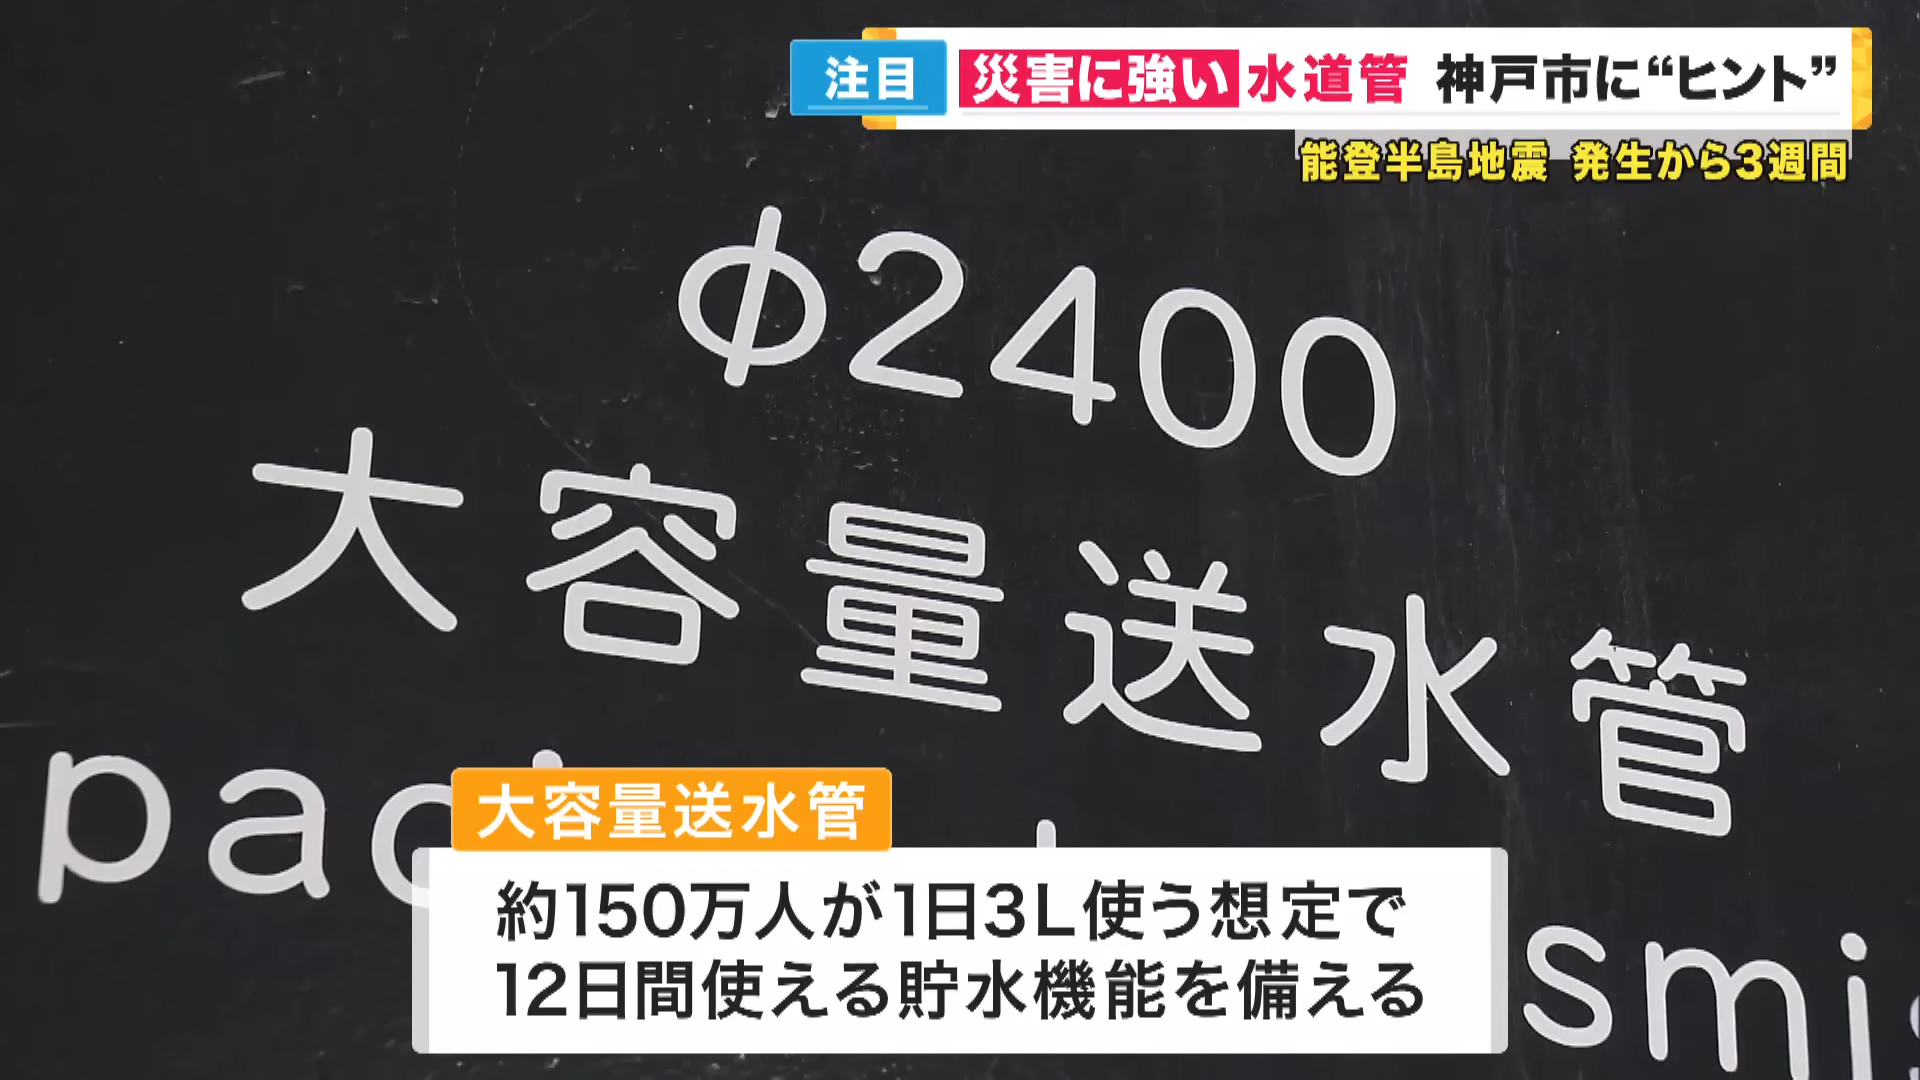 注目 災害に強い水道管 神戸市に“ヒント”
能登半島地震 発生から3週間
φ2400
大容量送水管
大容量送水管
約150万人が1日3L使う想定で
12日間使える貯水機能を備える